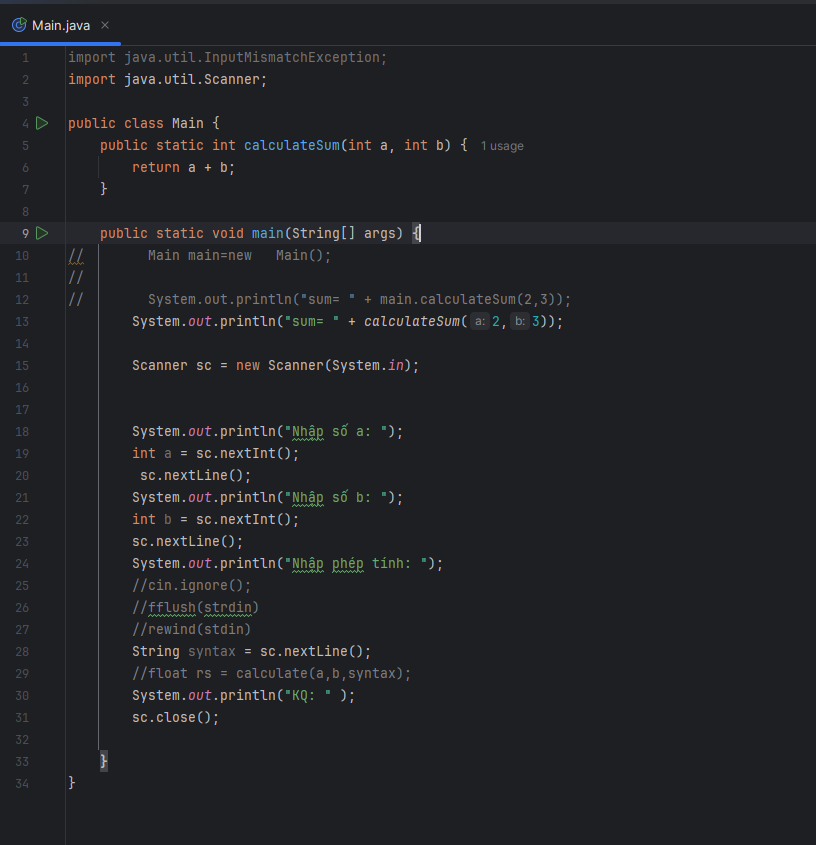 Main.java ×
1 import java.util.InputMismatchException;
2 import java.util.Scanner;
3
4 public class Main {
5     public static int calculateSum(int a, int b) { 1 usage
6         return a + b;
7     }
8
9     public static void main(String[] args) {
10 //        Main main=new   Main();
11 //
12 //        System.out.println("sum= " + main.calculateSum(2,3));
13         System.out.println("sum= " + calculateSum( a: 2, b: 3));
14
15         Scanner sc = new Scanner(System.in);
16
17
18         System.out.println("Nhập số a: ");
19         int a = sc.nextInt();
20          sc.nextLine();
21         System.out.println("Nhập số b: ");
22         int b = sc.nextInt();
23         sc.nextLine();
24         System.out.println("Nhập phép tinh: ");
25         //cin.ignore();
26         //fflush(strdin)
27         //rewind(stdin)
28         String syntax = sc.nextLine();
29         //float rs = calculate(a,b,syntax);
30         System.out.println("KQ: " );
31         sc.close();
32
33     }
34 }